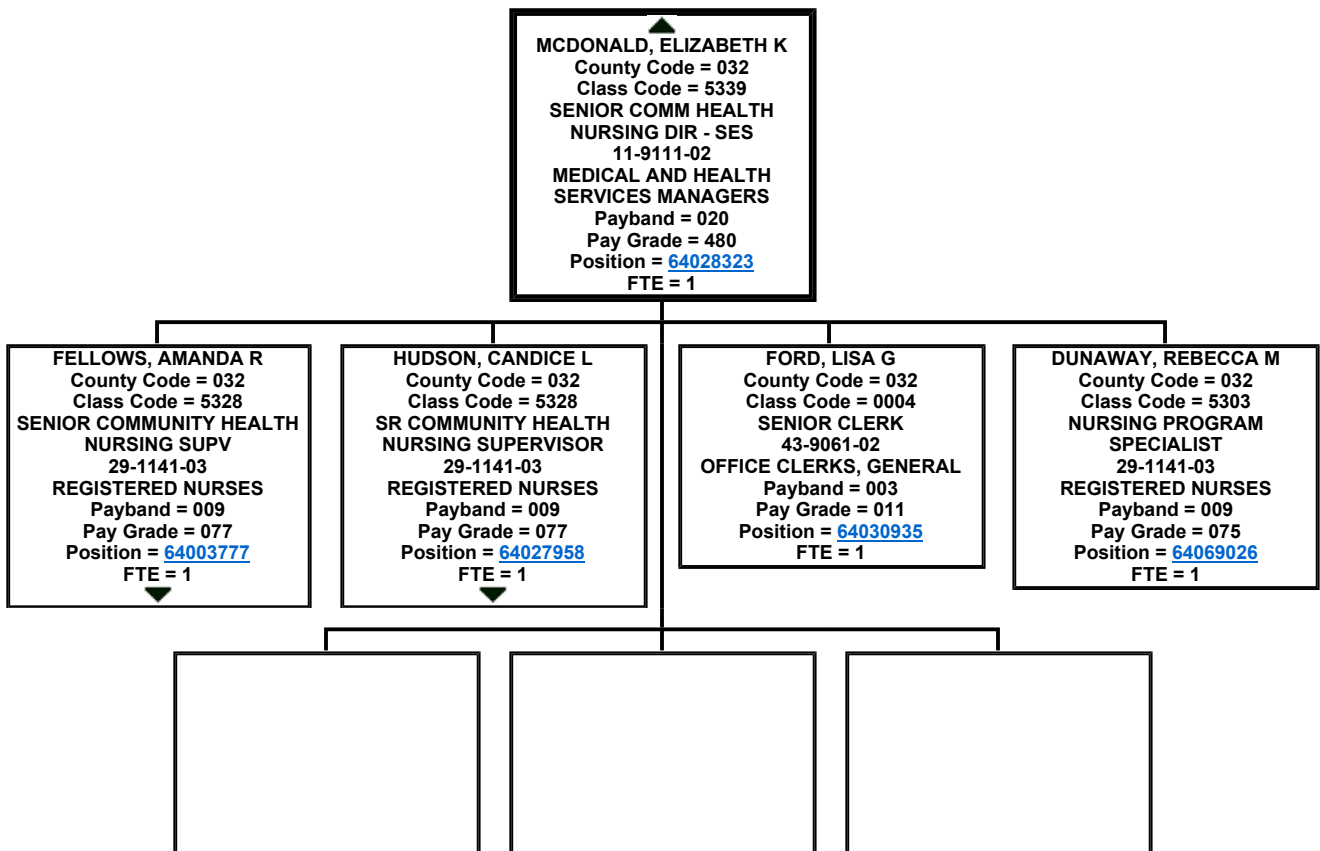 MCDONALD, ELIZABETH K
County Code = 032
Class Code = 5339
SENIOR COMM HEALTH
NURSING DIR - SES
11-9111-02
MEDICAL AND HEALTH
SERVICES MANAGERS
Payband = 020
Pay Grade = 480
Position = 64028323
FTE = 1
FELLOWS, AMANDA R
County Code = 032
Class Code = 5328
SENIOR COMMUNITY HEALTH
NURSING SUPV
29-1141-03
REGISTERED NURSES
Payband = 009
Pay Grade = 077
Position = 64003777
FTE = 1
HUDSON, CANDICE L
County Code = 032
Class Code = 5328
SR COMMUNITY HEALTH
NURSING SUPERVISOR
29-1141-03
REGISTERED NURSES
Payband = 009
Pay Grade = 077
Position = 64027958
FTE = 1
FORD, LISA G
County Code = 032
Class Code = 0004
SENIOR CLERK
43-9061-02
OFFICE CLERKS, GENERAL
Payband = 003
Pay Grade = 011
Position = 64030935
FTE = 1
DUNAWAY, REBECCA M
County Code = 032
Class Code = 5303
NURSING PROGRAM
SPECIALIST
29-1141-03
REGISTERED NURSES
Payband = 009
Pay Grade = 075
Position = 64069026
FTE = 1